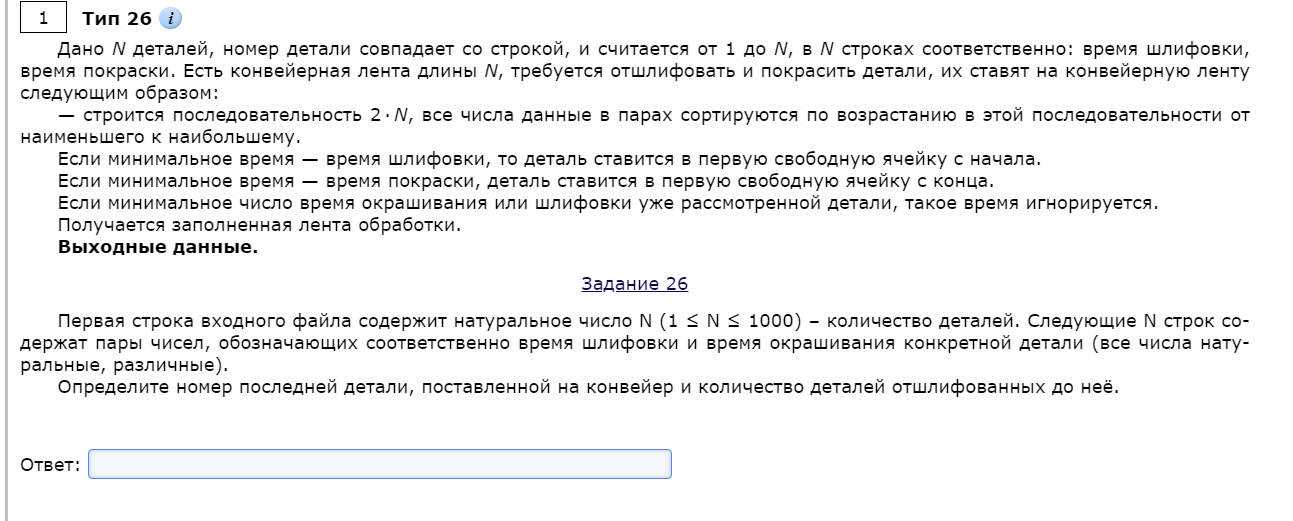 1 Тип 26 i
Дано N деталей, номер детали совпадает со строкой, и считается от 1 до N, в N строках соответственно: время шлифовки,
время покраски. Есть конвейерная лента длины N, требуется отшлифовать и покрасить детали, их ставят на конвейерную ленту
следующим образом:
— строится последовательность 2 · N, все числа данные в парах сортируются по возрастанию в этой последовательности от
наименьшего к наибольшему.
Если минимальное время — время шлифовки, то деталь ставится в первую свободную ячейку с начала.
Если минимальное время — время покраски, деталь ставится в первую свободную ячейку с конца.
Если минимальное число время окрашивания или шлифовки уже рассмотренной детали, такое время игнорируется.
Получается заполненная лента обработки.
Выходные данные.
Задание 26
Первая строка входного файла содержит натуральное число N (1 ≤ N ≤ 1000) – количество деталей. Следующие N строк со-
держат пары чисел, обозначающих соответственно время шлифовки и время окрашивания конкретной детали (все числа нату-
ральные, различные).
Определите номер последней детали, поставленной на конвейер и количество деталей отшлифованных до неё.
Ответ: